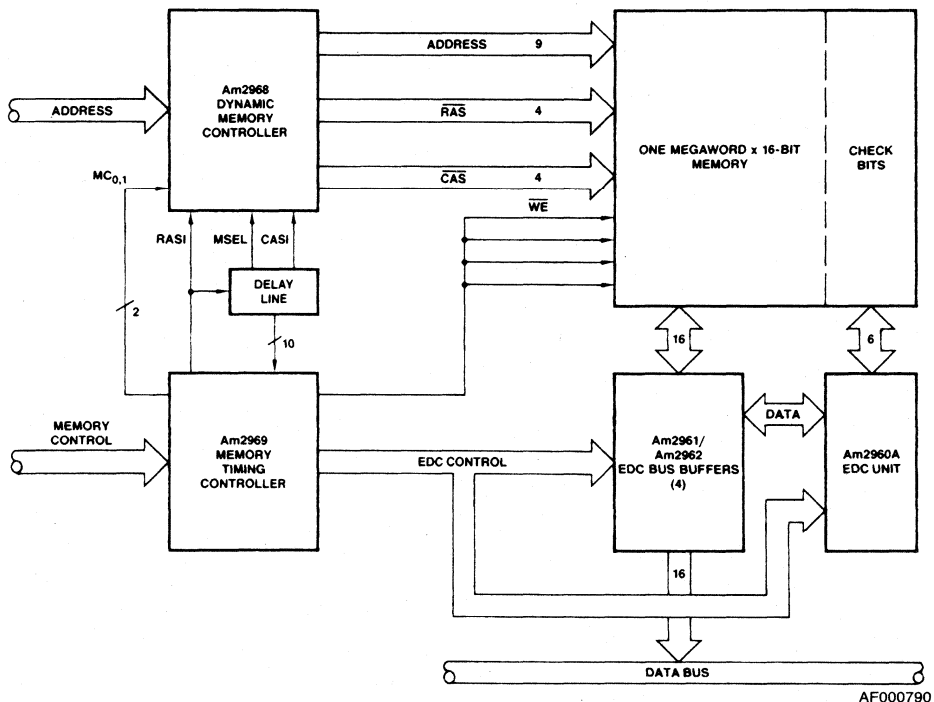 ADDRESS
Am2968
DYNAMIC
MEMORY
CONTROLLER
ADDRESS 9
RAS 4
CAS 4
WE
ONE MEGAWORD x 16-BIT
MEMORY
CHECK
BITS
MC0,1
RASI
MSEL
CASI
DELAY
LINE
2
10
16
6
MEMORY
CONTROL
Am2969
MEMORY
TIMING
CONTROLLER
EDC CONTROL
Am2961/
Am2962
EDC BUS BUFFERS
(4)
DATA
Am2960A
EDC UNIT
16
DATA BUS
AF000790